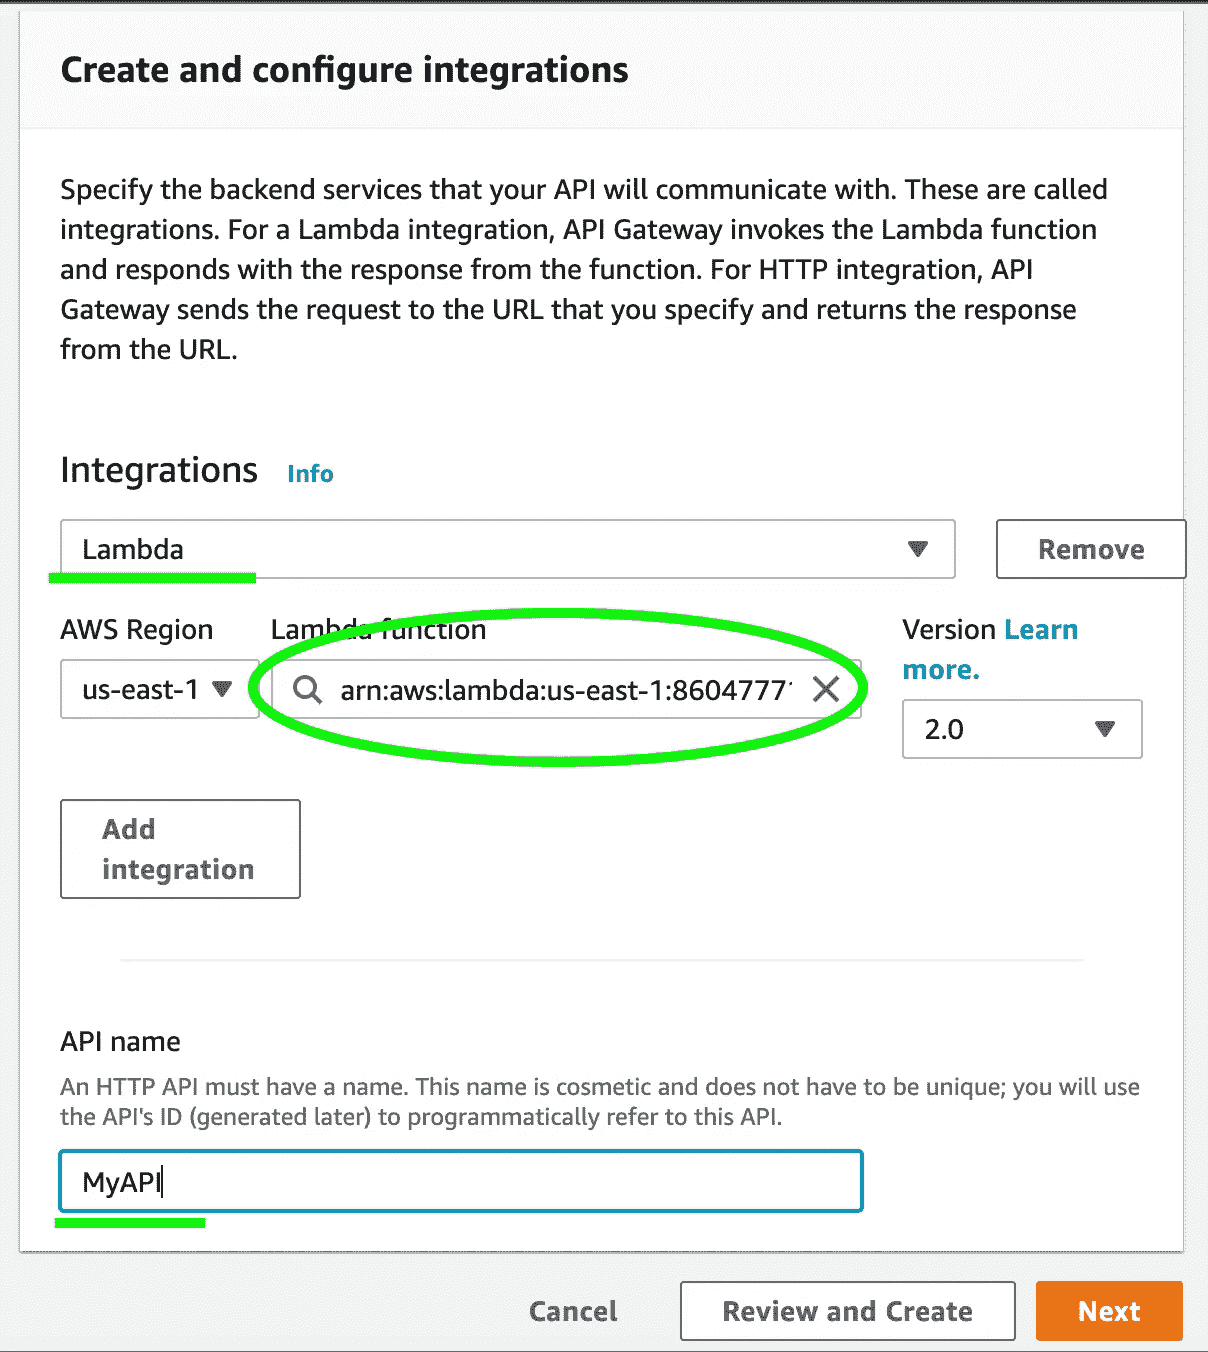 Create and configure integrations
Specify the backend services that your API will communicate with. These are called
integrations. For a Lambda integration, API Gateway invokes the Lambda function
and responds with the response from the function. For HTTP integration, API
Gateway sends the request to the URL that you specify and returns the response
from the URL.
Integrations Info
Lambda
Remove
AWS Region
Lambda function
Version Learn
more.
us-east-1
arn:aws:lambda:us-east-1:8604777
2.0
Add
integration
API name
An HTTP API must have a name. This name is cosmetic and does not have to be unique; you will use
the API's ID (generated later) to programmatically refer to this API.
MyAPI
Cancel
Review and Create
Next